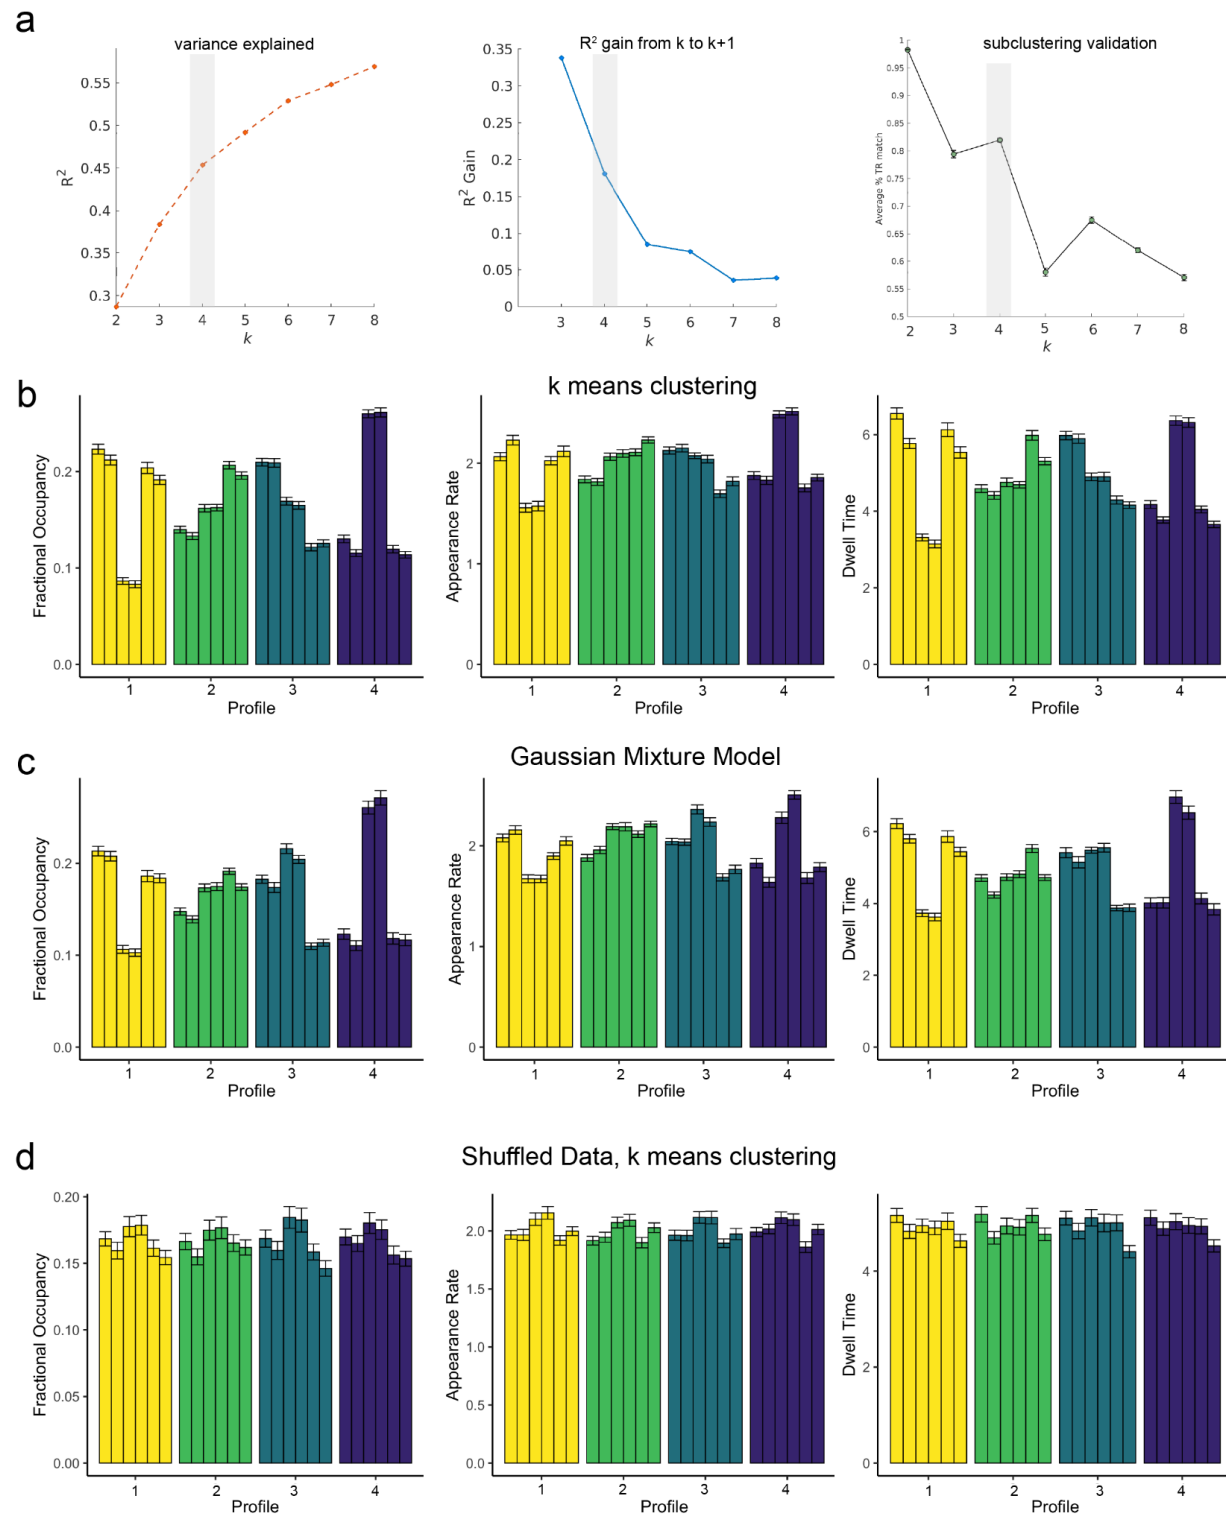 a
variance explained
R² gain from k to k+1
subclustering validation
0.55
0.5
0.45
0.4
0.35
0.3
R²
2 3 4 5 6 7 8
k
0.35
0.3
0.25
0.2
0.15
0.1
0.05
0
R² Gain
3 4 5 6 7 8
k
1
0.95
0.9
0.85
0.8
0.75
0.7
0.65
0.6
0.55
0.5
Average % TR match
2 3 4 5 6 7 8
k
b
k means clustering
Fractional Occupancy
0.2
0.1
0.0
1 2 3 4
Profile
Appearance Rate
2
1
0
1 2 3 4
Profile
Dwell Time
6
4
2
0
1 2 3 4
Profile
c
Gaussian Mixture Model
Fractional Occupancy
0.2
0.1
0.0
1 2 3 4
Profile
Appearance Rate
2
1
0
1 2 3 4
Profile
Dwell Time
6
4
2
0
1 2 3 4
Profile
d
Shuffled Data, k means clustering
Fractional Occupancy
0.20
0.15
0.10
0.05
0.00
1 2 3 4
Profile
Appearance Rate
2.0
1.5
1.0
0.5
0.0
1 2 3 4
Profile
Dwell Time
4
2
0
1 2 3 4
Profile